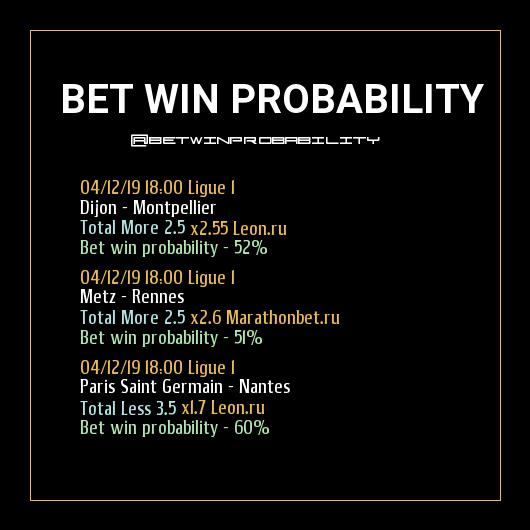 BET WIN PROBABILITY
@BETWINPROBABILITY
04/12/19 18:00 Ligue 1
Dijon - Montpellier
Total More 2.5 x2.55 Leon.ru
Bet win probability - 52%
04/12/19 18:00 Ligue 1
Metz - Rennes
Total More 2.5 x2.6 Marathonbet.ru
Bet win probability - 51%
04/12/19 18:00 Ligue 1
Paris Saint Germain - Nantes
Total Less 3.5 x1.7 Leon.ru
Bet win probability - 60%